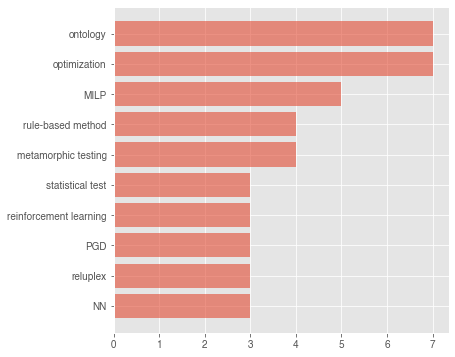 ontology
optimization
MILP
rule-based method
metamorphic testing
statistical test
reinforcement learning
PGD
reluplex
NN
0 1 2 3 4 5 6 7